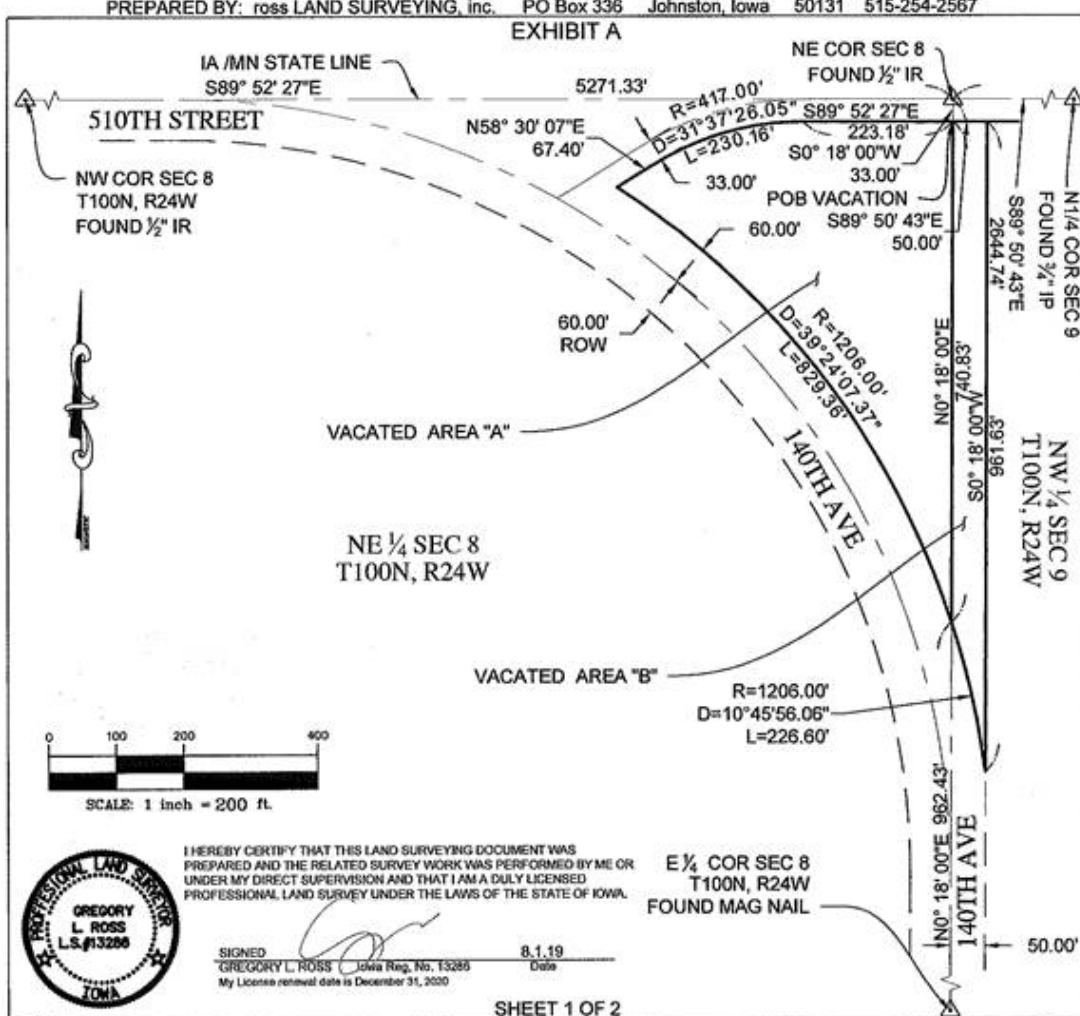 PREPARED BY: ross LAND SURVEYING, inc. PO Box 336 Johnston, Iowa 50131 515-254-2567
EXHIBIT A
IA /MN STATE LINE
S89° 52' 27"E
5271.33'
NE COR SEC 8
FOUND ½" IR
510TH STREET
NW COR SEC 8
T100N, R24W
FOUND ½" IR
N58° 30' 07"E
67.40'
R=417.00'
D=31°37'26.05"
L=230.16'
33.00'
S89° 52' 27"E
223.18'
S0° 18' 00"W
33.00'
POB VACATION
S89° 50' 43"E
50.00'
S89° 50' 43"E
2644.74'
N1/4 COR SEC 9
FOUND ¾" IP
60.00'
60.00'
ROW
R=1206.00'
D=39°24'07.37"
L=829.36'
VACATED AREA "A"
140TH AVE
N0° 18' 00"E
740.83'
S0° 18' 00"W
961.63'
NW ¼ SEC 9
T100N, R24W
NE ¼ SEC 8
T100N, R24W
VACATED AREA "B"
R=1206.00'
D=10°45'56.06"
L=226.60'
0 100 200 400
SCALE: 1 inch = 200 ft.
N0° 18' 00"E 962.43'
140TH AVE
50.00'
E ¼ COR SEC 8
T100N, R24W
FOUND MAG NAIL
PROFESSIONAL LAND SURVEYOR
GREGORY
L. ROSS
L.S.#13286
IOWA
I HEREBY CERTIFY THAT THIS LAND SURVEYING DOCUMENT WAS
PREPARED AND THE RELATED SURVEY WORK WAS PERFORMED BY ME OR
UNDER MY DIRECT SUPERVISION AND THAT I AM A DULY LICENSED
PROFESSIONAL LAND SURVEY UNDER THE LAWS OF THE STATE OF IOWA.
SIGNED 8.1.19
GREGORY L. ROSS Iowa Reg. No. 13286 Date
My License renewal date is December 31, 2020
SHEET 1 OF 2